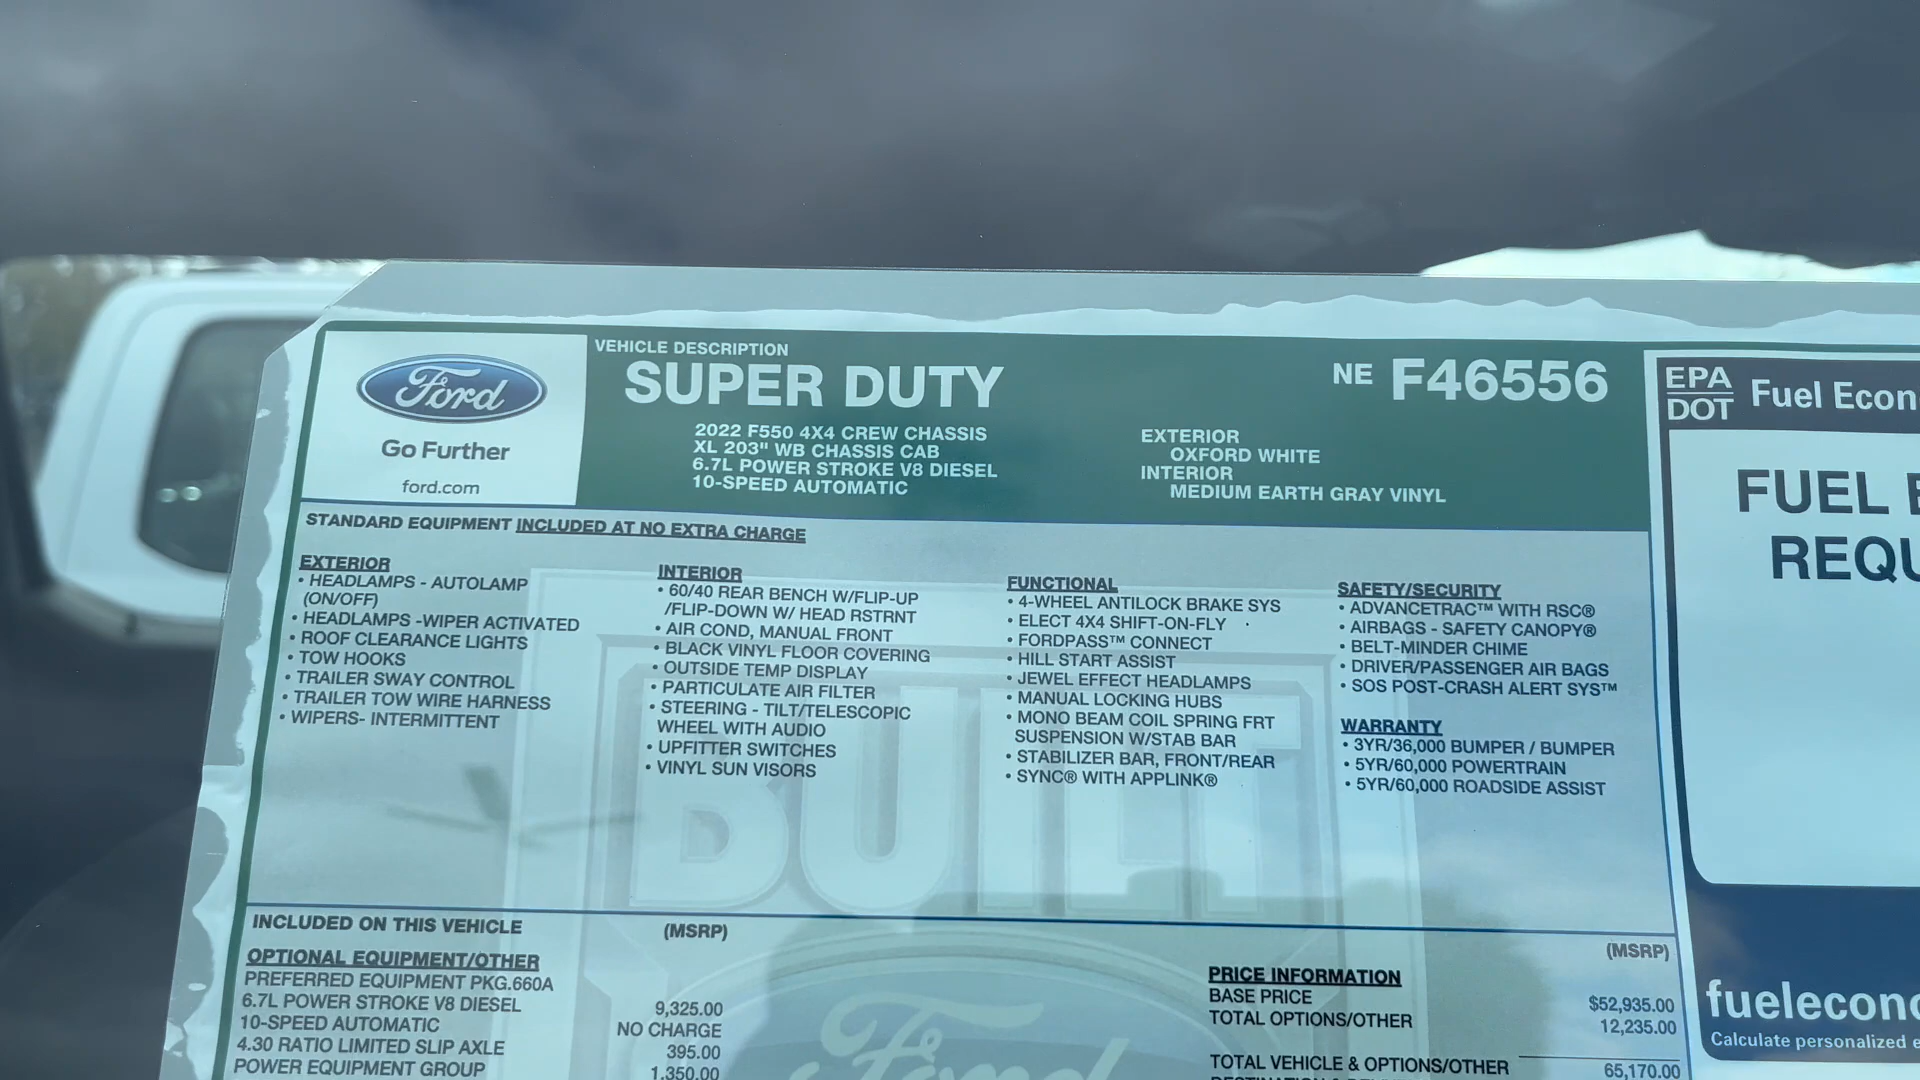 Ford
Go Further
ford.com
VEHICLE DESCRIPTION
SUPER DUTY
2022 F550 4X4 CREW CHASSIS
XL 203" WB CHASSIS CAB
6.7L POWER STROKE V8 DIESEL
10-SPEED AUTOMATIC
NE F46556
EXTERIOR
OXFORD WHITE
INTERIOR
MEDIUM EARTH GRAY VINYL
STANDARD EQUIPMENT INCLUDED AT NO EXTRA CHARGE
EXTERIOR
• HEADLAMPS - AUTOLAMP
(ON/OFF)
• HEADLAMPS -WIPER ACTIVATED
• ROOF CLEARANCE LIGHTS
• TOW HOOKS
• TRAILER SWAY CONTROL
• TRAILER TOW WIRE HARNESS
• WIPERS- INTERMITTENT
INTERIOR
• 60/40 REAR BENCH W/FLIP-UP
/FLIP-DOWN W/ HEAD RSTRNT
• AIR COND, MANUAL FRONT
• BLACK VINYL FLOOR COVERING
• OUTSIDE TEMP DISPLAY
• PARTICULATE AIR FILTER
• STEERING - TILT/TELESCOPIC
WHEEL WITH AUDIO
• UPFITTER SWITCHES
• VINYL SUN VISORS
FUNCTIONAL
• 4-WHEEL ANTILOCK BRAKE SYS
• ELECT 4X4 SHIFT-ON-FLY
• FORDPASS™ CONNECT
• HILL START ASSIST
• JEWEL EFFECT HEADLAMPS
• MANUAL LOCKING HUBS
• MONO BEAM COIL SPRING FRT
SUSPENSION W/STAB BAR
• STABILIZER BAR, FRONT/REAR
• SYNC® WITH APPLINK®
SAFETY/SECURITY
• ADVANCETRAC™ WITH RSC®
• AIRBAGS - SAFETY CANOPY®
• BELT-MINDER CHIME
• DRIVER/PASSENGER AIR BAGS
• SOS POST-CRASH ALERT SYS™
WARRANTY
• 3YR/36,000 BUMPER / BUMPER
• 5YR/60,000 POWERTRAIN
• 5YR/60,000 ROADSIDE ASSIST
BUILT
Ford
INCLUDED ON THIS VEHICLE (MSRP)
OPTIONAL EQUIPMENT/OTHER
PREFERRED EQUIPMENT PKG.660A
6.7L POWER STROKE V8 DIESEL 9,325.00
10-SPEED AUTOMATIC NO CHARGE
4.30 RATIO LIMITED SLIP AXLE 395.00
POWER EQUIPMENT GROUP 1,350.00
(MSRP)
PRICE INFORMATION
BASE PRICE $52,935.00
TOTAL OPTIONS/OTHER 12,235.00
TOTAL VEHICLE & OPTIONS/OTHER 65,170.00
EPA
DOT
Fuel Econ
FUEL
REQU
fuelecono
Calculate personalized